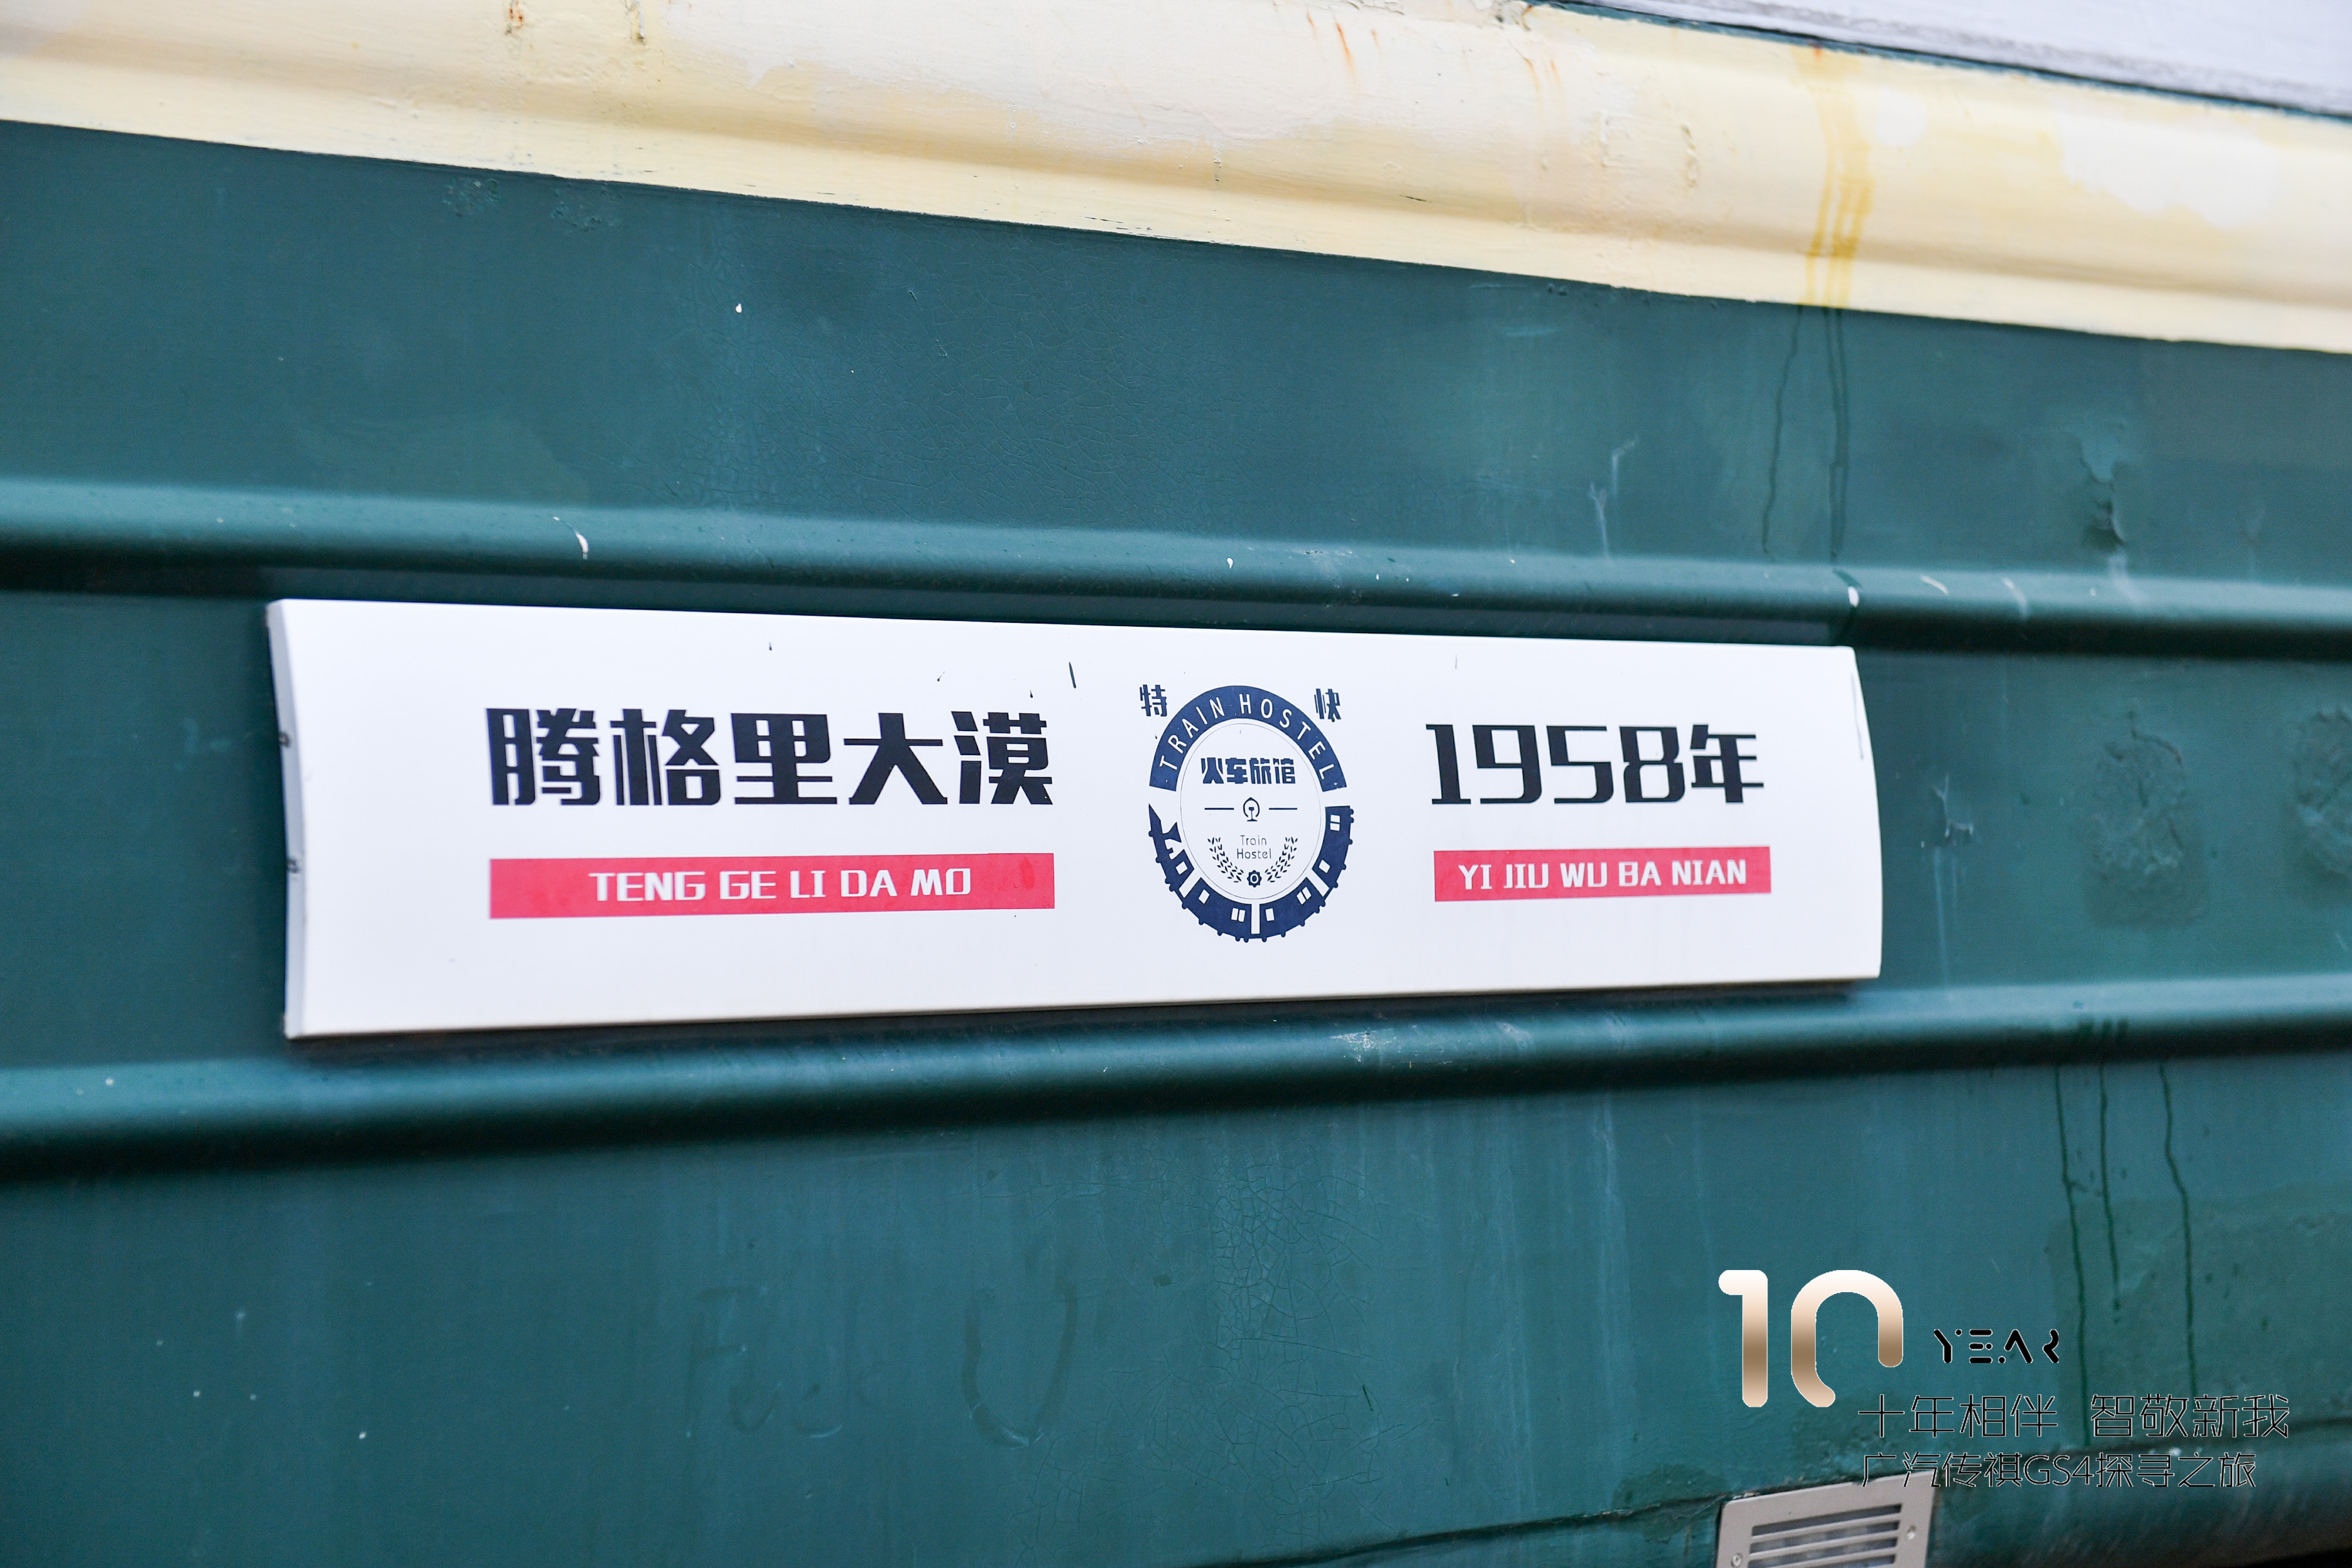 腾格里大漠
TENG GE LI DA MO
特 快
TRAIN HOSTEL
火车旅馆
Train
Hostel
1958年
YI JIU WU BA NIAN
10 YEAR
十年相伴 智敬新我
广汽传祺GS4探寻之旅